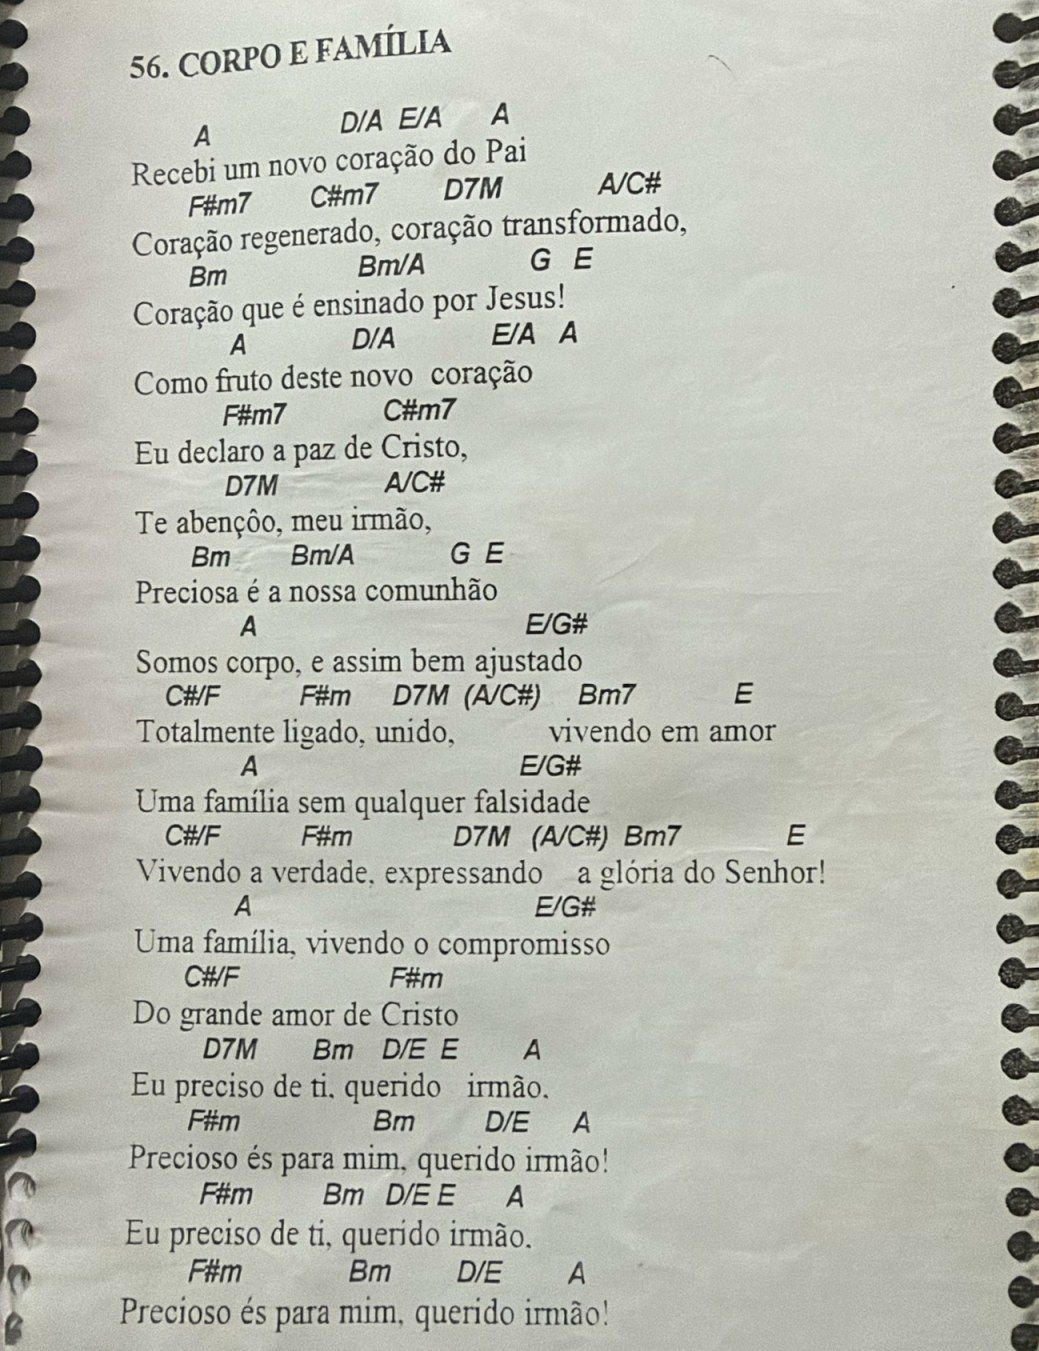 56. CORPO E FAMÍLIA
A D/A E/A A
Recebi um novo coração do Pai
F#m7 C#m7 D7M A/C#
Coração regenerado, coração transformado,
Bm Bm/A G E
Coração que é ensinado por Jesus!
A D/A E/A A
Como fruto deste novo coração
F#m7 C#m7
Eu declaro a paz de Cristo,
D7M A/C#
Te abençôo, meu irmão,
Bm Bm/A G E
Preciosa é a nossa comunhão
A E/G#
Somos corpo, e assim bem ajustado
C#/F F#m D7M (A/C#) Bm7 E
Totalmente ligado, unido, vivendo em amor
A E/G#
Uma família sem qualquer falsidade
C#/F F#m D7M (A/C#) Bm7 E
Vivendo a verdade, expressando a glória do Senhor!
A E/G#
Uma família, vivendo o compromisso
C#/F F#m
Do grande amor de Cristo
D7M Bm D/E E A
Eu preciso de ti, querido irmão.
F#m Bm D/E A
Precioso és para mim, querido irmão!
F#m Bm D/E E A
Eu preciso de ti, querido irmão.
F#m Bm D/E A
Precioso és para mim, querido irmão!